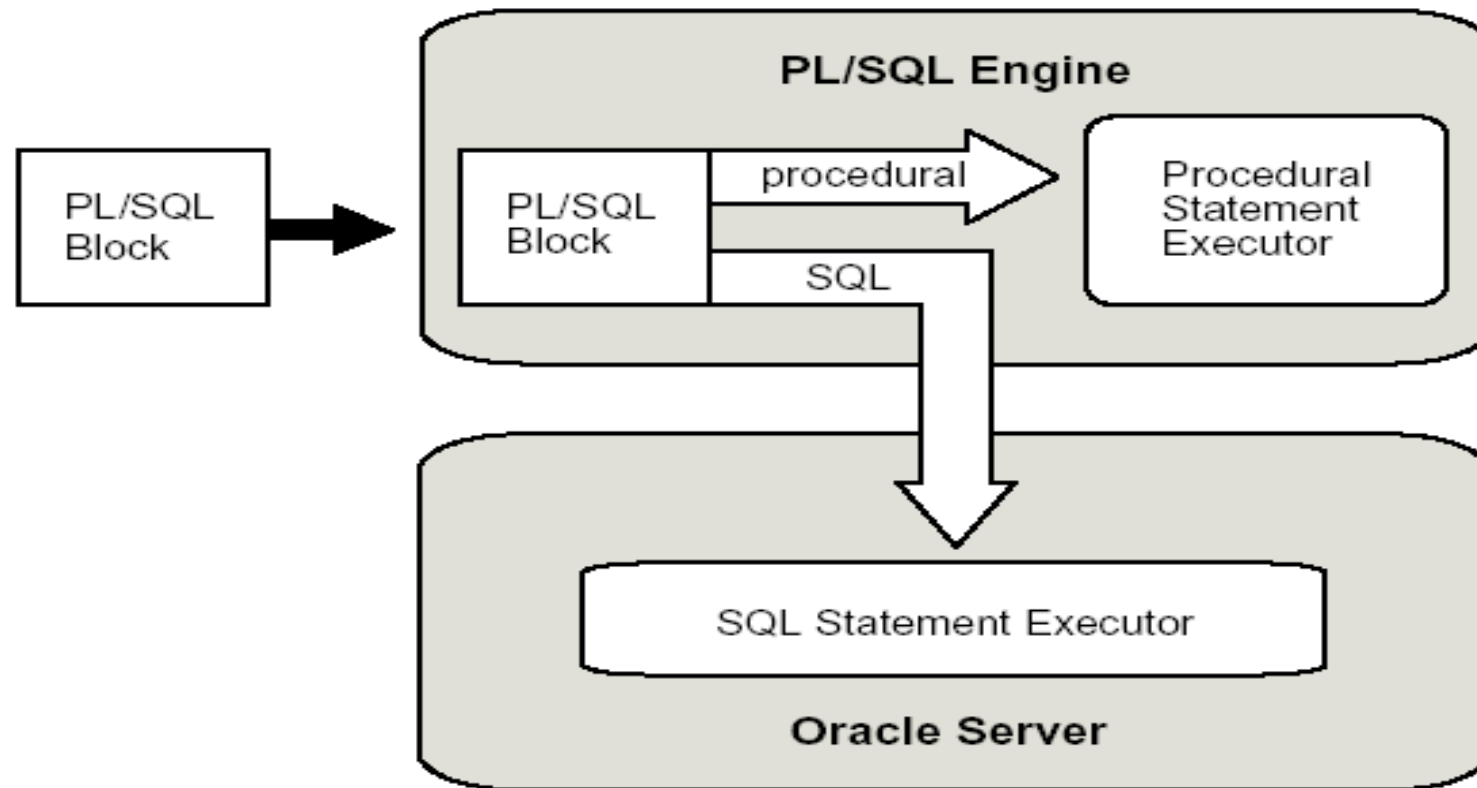 PL/SQL Engine
PL/SQL
Block
PL/SQL
Block
procedural
SQL
Procedural
Statement
Executor
SQL Statement Executor
Oracle Server